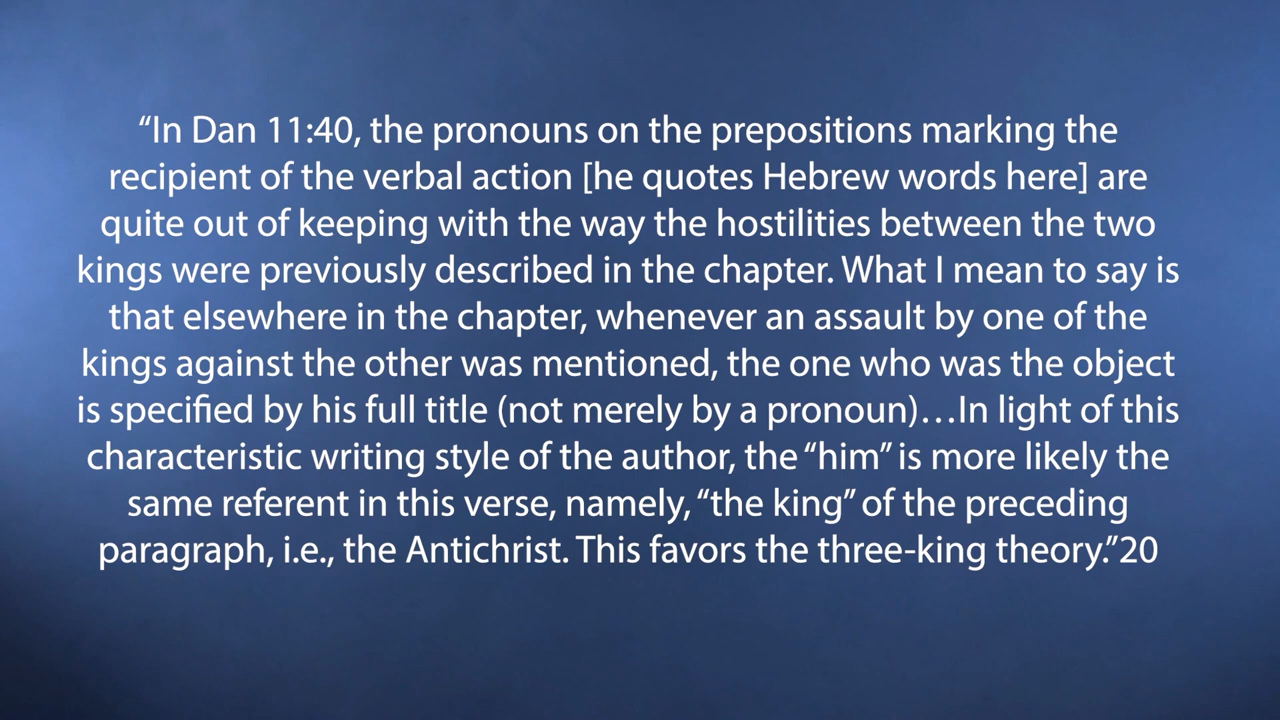 “In Dan 11:40, the pronouns on the prepositions marking the
recipient of the verbal action [he quotes Hebrew words here] are
quite out of keeping with the way the hostilities between the two
kings were previously described in the chapter. What I mean to say is
that elsewhere in the chapter, whenever an assault by one of the
kings against the other was mentioned, the one who was the object
is specified by his full title (not merely by a pronoun)…In light of this
characteristic writing style of the author, the “him” is more likely the
same referent in this verse, namely, “the king” of the preceding
paragraph, i.e., the Antichrist. This favors the three-king theory.”20